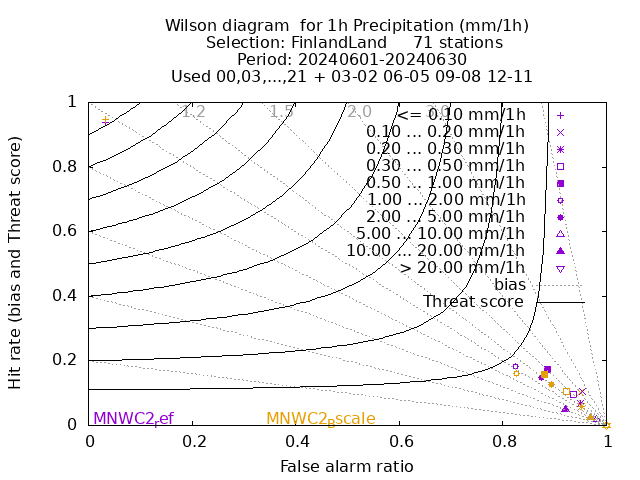 Wilson diagram  for 1h Precipitation (mm/1h)
Selection: FinlandLand     71 stations
Period: 20240601-20240630
Used 00,03,...,21 + 03-02 06-05 09-08 12-11
Hit rate (bias and Threat score)
1
0.8
0.6
0.4
0.2
0
1.2 1.5 2.0 3.0
<= 0.10 mm/1h
0.10 ... 0.20 mm/1h
0.20 ... 0.30 mm/1h
0.30 ... 0.50 mm/1h
0.50 ... 1.00 mm/1h
1.00 ... 2.00 mm/1h
2.00 ... 5.00 mm/1h
5.00 ... 10.00 mm/1h
10.00 ... 20.00 mm/1h
> 20.00 mm/1h
bias
Threat score
MNWC2ref MNWC2Bscale
0 0.2 0.4 0.6 0.8 1
False alarm ratio